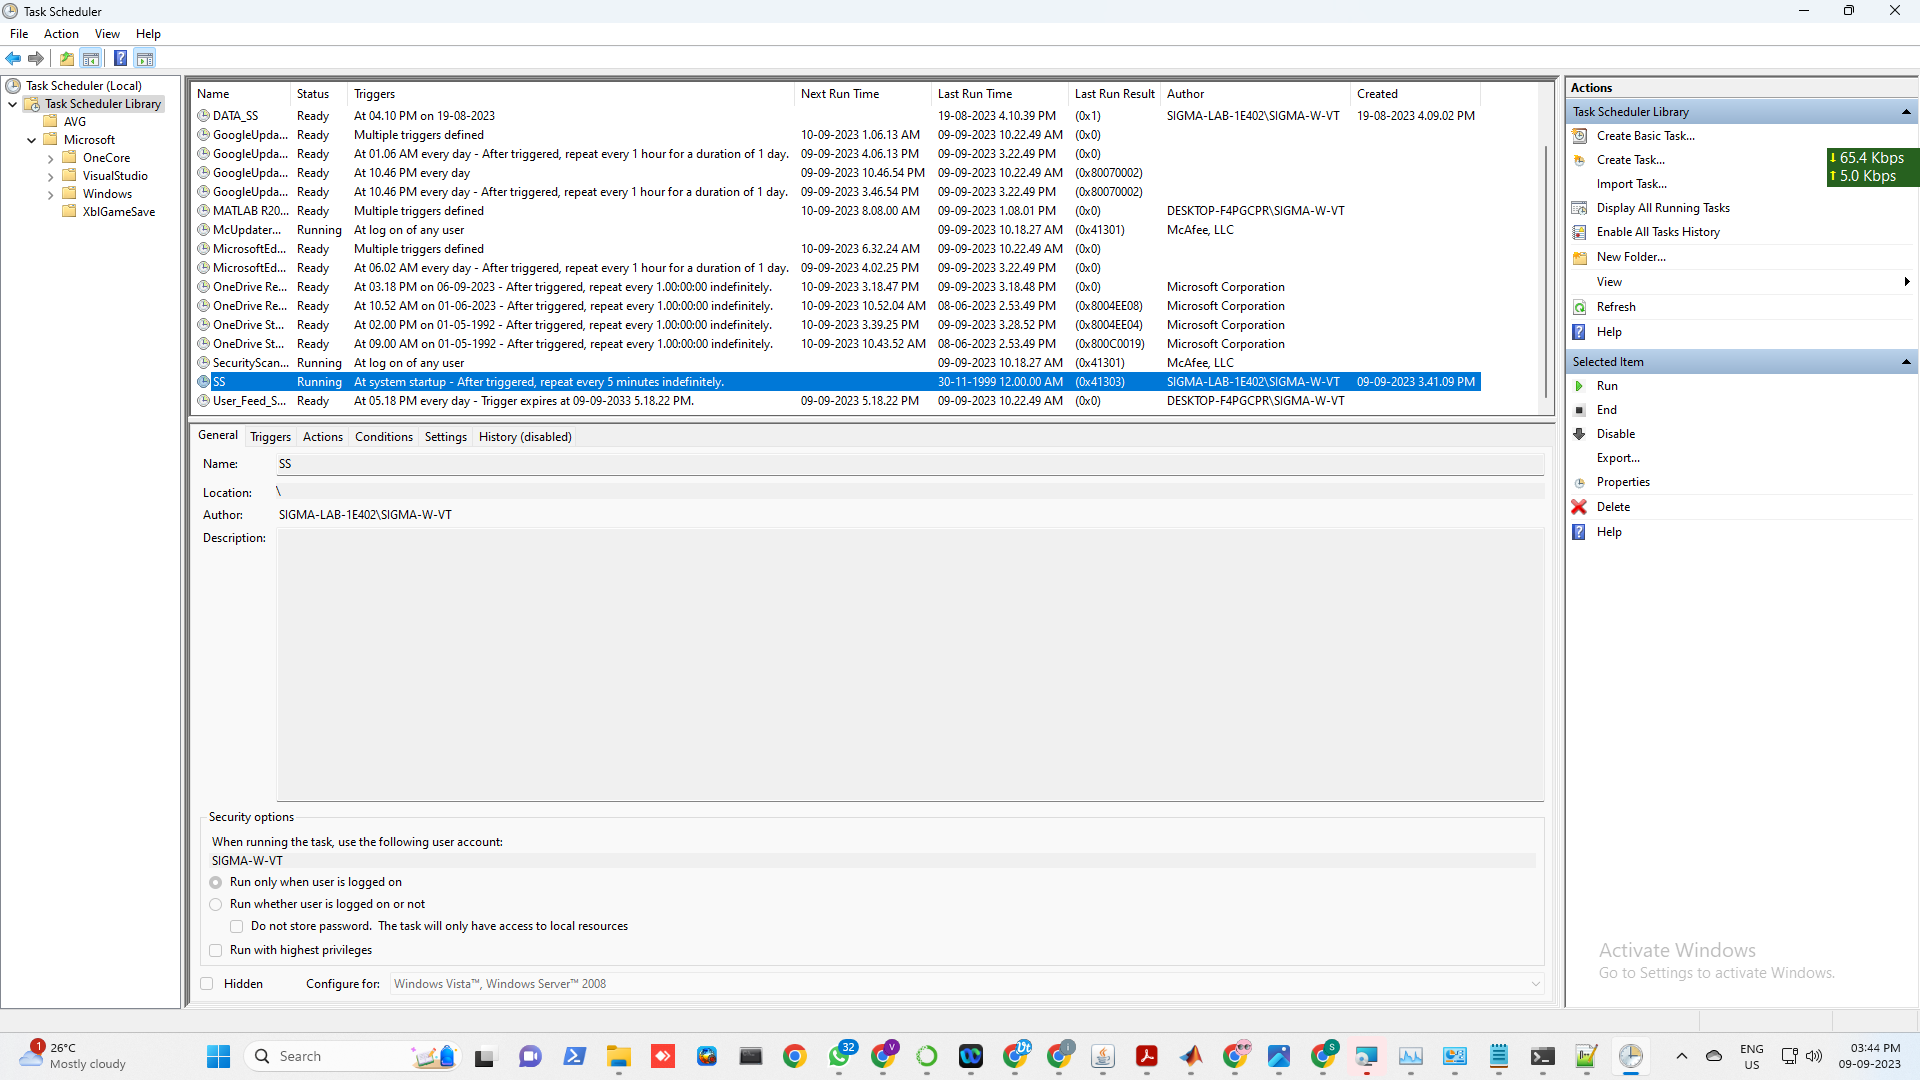 Task Scheduler
File Action View Help
Task Scheduler (Local)
Task Scheduler Library
AVG
Microsoft
OneCore
VisualStudio
Windows
XblGameSave
Name Status Triggers Next Run Time Last Run Time Last Run Result Author Created
DATA_SS Ready At 04.10 PM on 19-08-2023 19-08-2023 4.10.39 PM (0x1) SIGMA-LAB-1E402\SIGMA-W-VT 19-08-2023 4.09.02 PM
GoogleUpda... Ready Multiple triggers defined 10-09-2023 1.06.13 AM 09-09-2023 10.22.49 AM (0x0)
GoogleUpda... Ready At 01.06 AM every day - After triggered, repeat every 1 hour for a duration of 1 day. 09-09-2023 4.06.13 PM 09-09-2023 3.22.49 PM (0x0)
GoogleUpda... Ready At 10.46 PM every day 09-09-2023 10.46.54 PM 09-09-2023 10.22.49 AM (0x80070002)
GoogleUpda... Ready At 10.46 PM every day - After triggered, repeat every 1 hour for a duration of 1 day. 09-09-2023 3.46.54 PM 09-09-2023 3.22.49 PM (0x80070002)
MATLAB R20... Ready Multiple triggers defined 10-09-2023 8.08.00 AM 09-09-2023 1.08.01 PM (0x0) DESKTOP-F4PGCPR\SIGMA-W-VT
McUpdater... Running At log on of any user 09-09-2023 10.18.27 AM (0x41301) McAfee, LLC
MicrosoftEd... Ready Multiple triggers defined 10-09-2023 6.32.24 AM 09-09-2023 10.22.49 AM (0x0)
MicrosoftEd... Ready At 06.02 AM every day - After triggered, repeat every 1 hour for a duration of 1 day. 09-09-2023 4.02.25 PM 09-09-2023 3.22.49 PM (0x0)
OneDrive Re... Ready At 03.18 PM on 06-09-2023 - After triggered, repeat every 1.00:00:00 indefinitely. 10-09-2023 3.18.47 PM 09-09-2023 3.18.48 PM (0x0) Microsoft Corporation
OneDrive Re... Ready At 10.52 AM on 01-06-2023 - After triggered, repeat every 1.00:00:00 indefinitely. 10-09-2023 10.52.04 AM 08-06-2023 2.53.49 PM (0x8004EE08) Microsoft Corporation
OneDrive St... Ready At 02.00 PM on 01-05-1992 - After triggered, repeat every 1.00:00:00 indefinitely. 10-09-2023 3.39.25 PM 09-09-2023 3.28.52 PM (0x8004EE04) Microsoft Corporation
OneDrive St... Ready At 09.00 AM on 01-05-1992 - After triggered, repeat every 1.00:00:00 indefinitely. 10-09-2023 10.43.52 AM 08-06-2023 2.53.49 PM (0x800C0019) Microsoft Corporation
SecurityScan... Running At log on of any user 09-09-2023 10.18.27 AM (0x41301) McAfee, LLC
SS Running At system startup - After triggered, repeat every 5 minutes indefinitely. 30-11-1999 12.00.00 AM (0x41303) SIGMA-LAB-1E402\SIGMA-W-VT 09-09-2023 3.41.09 PM
User_Feed_S... Ready At 05.18 PM every day - Trigger expires at 09-09-2033 5.18.22 PM. 09-09-2023 5.18.22 PM 09-09-2023 10.22.49 AM (0x0) DESKTOP-F4PGCPR\SIGMA-W-VT
General Triggers Actions Conditions Settings History (disabled)
Name: SS
Location: \
Author: SIGMA-LAB-1E402\SIGMA-W-VT
Description:
Security options
When running the task, use the following user account:
SIGMA-W-VT
Run only when user is logged on
Run whether user is logged on or not
Do not store password. The task will only have access to local resources
Run with highest privileges
Hidden Configure for: Windows Vista™, Windows Server™ 2008
Actions
Task Scheduler Library
Create Basic Task...
Create Task...
Import Task...
Display All Running Tasks
Enable All Tasks History
New Folder...
View
Refresh
Help
Selected Item
Run
End
Disable
Export...
Properties
Delete
Help
65.4 Kbps
5.0 Kbps
Activate Windows
Go to Settings to activate Windows.
1
26°C
Mostly cloudy
Search
32
V
Vt
i
S
ENG
US
03:44 PM
09-09-2023